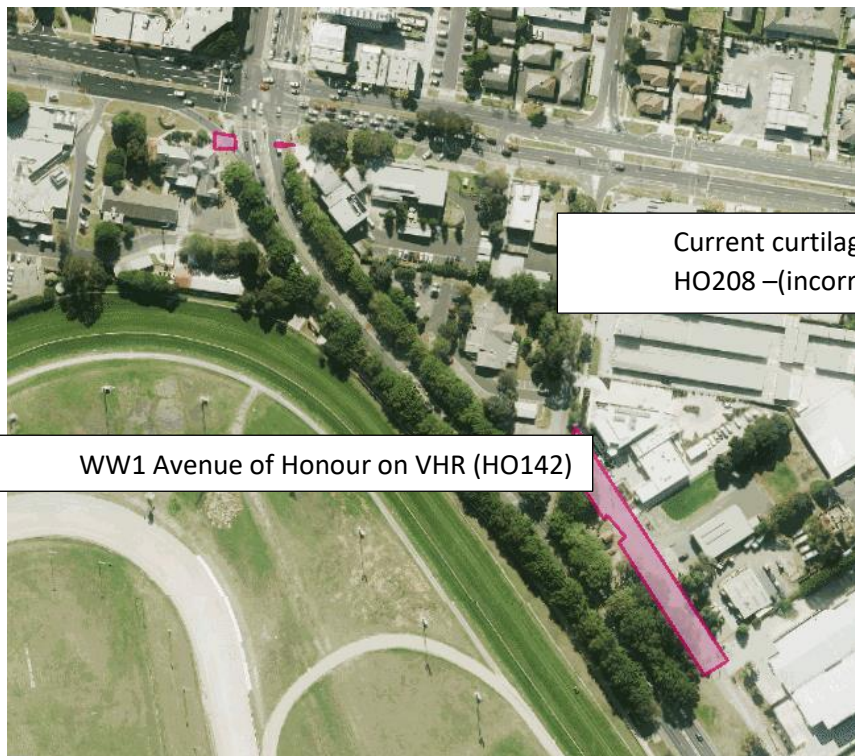 Current curtilag
HO208 –(incorr
WW1 Avenue of Honour on VHR (HO142)